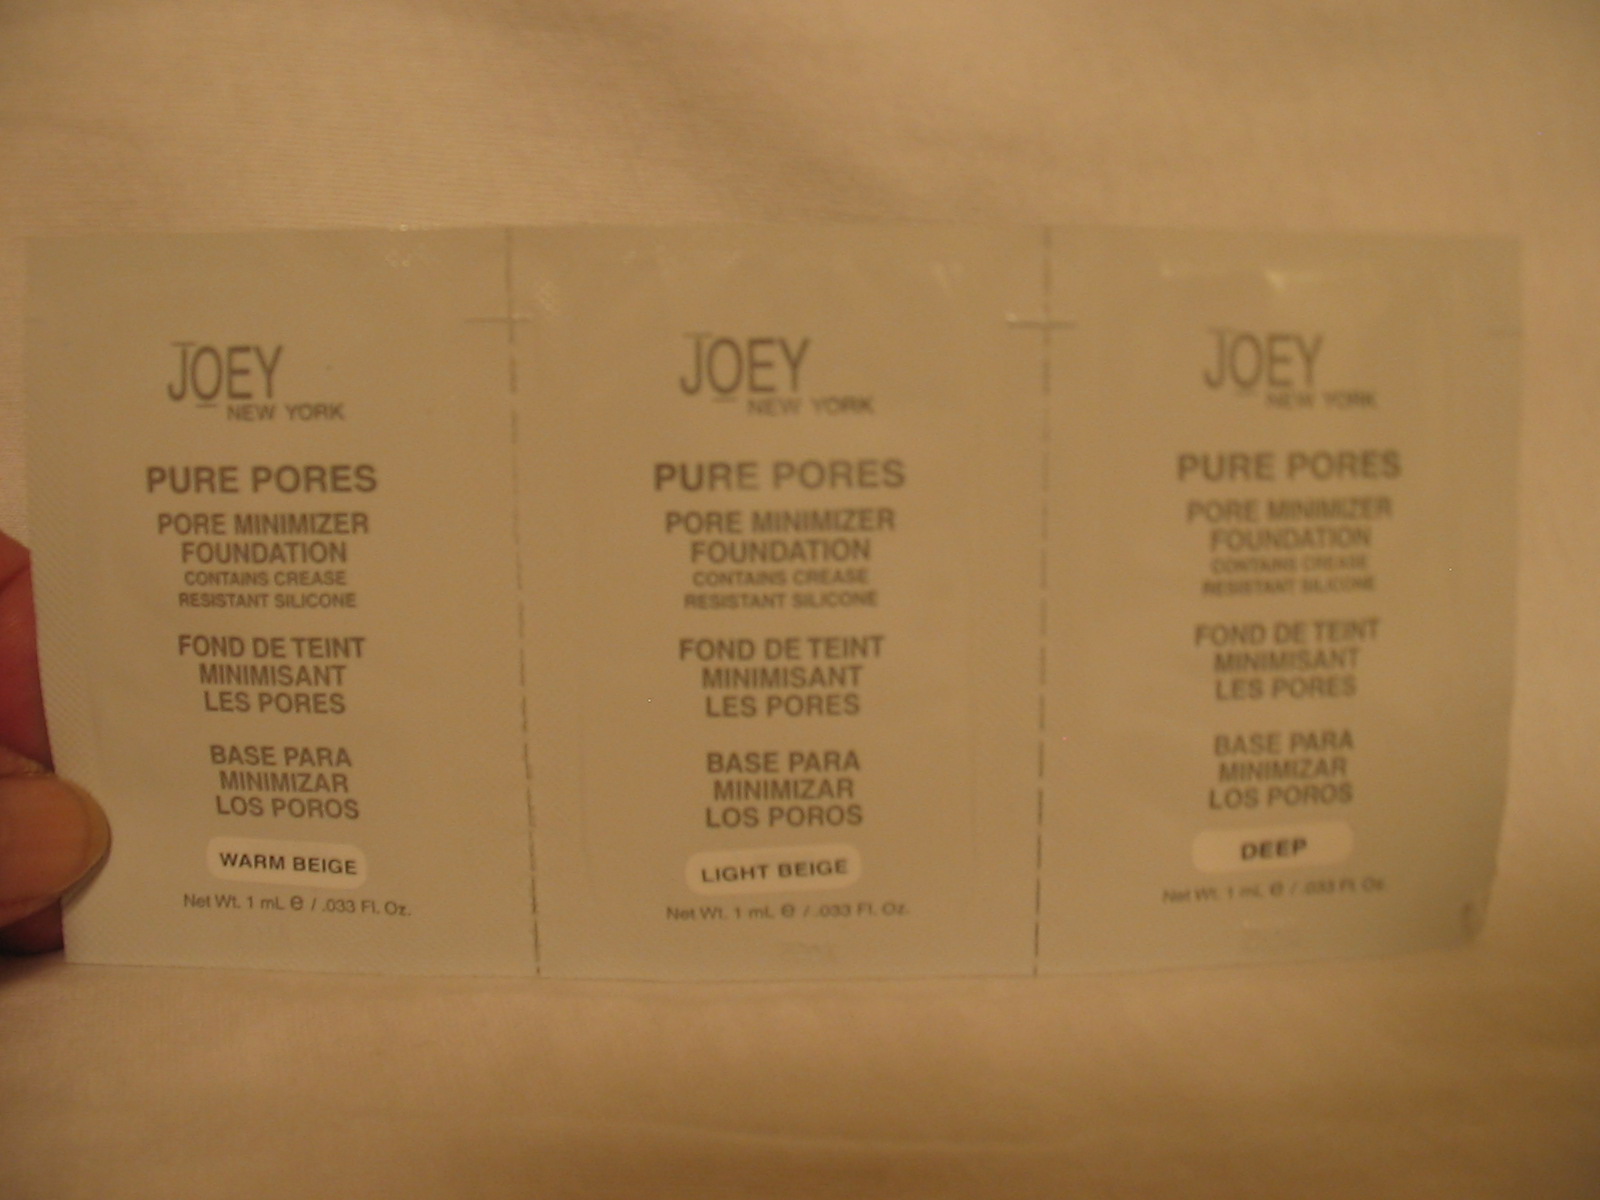 JOEY
NEW YORK
PURE PORES
PORE MINIMIZER
FOUNDATION
CONTAINS CREASE
RESISTANT SILICONE
FOND DE TEINT
MINIMISANT
LES PORES
BASE PARA
MINIMIZAR
LOS POROS
WARM BEIGE
Net Wt. 1 mL ℮ / .033 Fl. Oz.
JOEY
NEW YORK
PURE PORES
PORE MINIMIZER
FOUNDATION
CONTAINS CREASE
RESISTANT SILICONE
FOND DE TEINT
MINIMISANT
LES PORES
BASE PARA
MINIMIZAR
LOS POROS
LIGHT BEIGE
Net Wt. 1 mL ℮ / .033 Fl. Oz.
JOEY
NEW YORK
PURE PORES
PORE MINIMIZER
FOUNDATION
CONTAINS CREASE
RESISTANT SILICONE
FOND DE TEINT
MINIMISANT
LES PORES
BASE PARA
MINIMIZAR
LOS POROS
DEEP
Net Wt. 1 mL ℮ / .033 Fl. Oz.